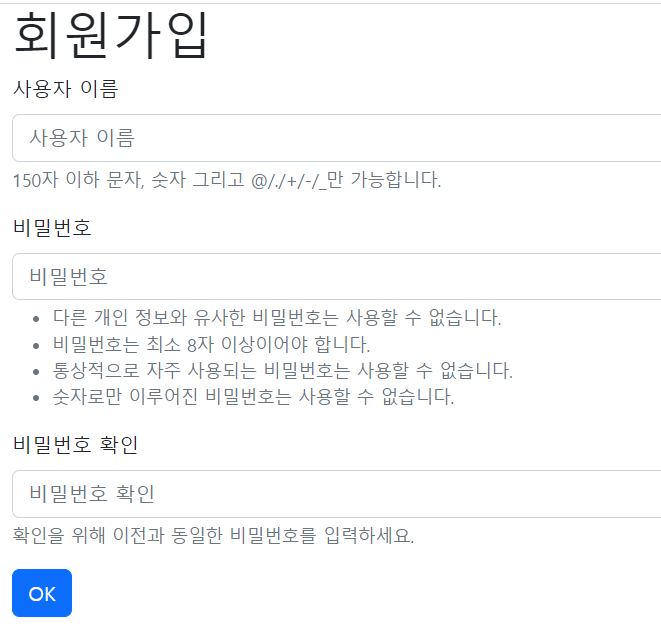 회원가입
사용자 이름
사용자 이름
150자 이하 문자, 숫자 그리고 @/./+/-/_만 가능합니다.
비밀번호
비밀번호
다른 개인 정보와 유사한 비밀번호는 사용할 수 없습니다.
비밀번호는 최소 8자 이상이어야 합니다.
통상적으로 자주 사용되는 비밀번호는 사용할 수 없습니다.
숫자로만 이루어진 비밀번호는 사용할 수 없습니다.
비밀번호 확인
비밀번호 확인
확인을 위해 이전과 동일한 비밀번호를 입력하세요.
OK